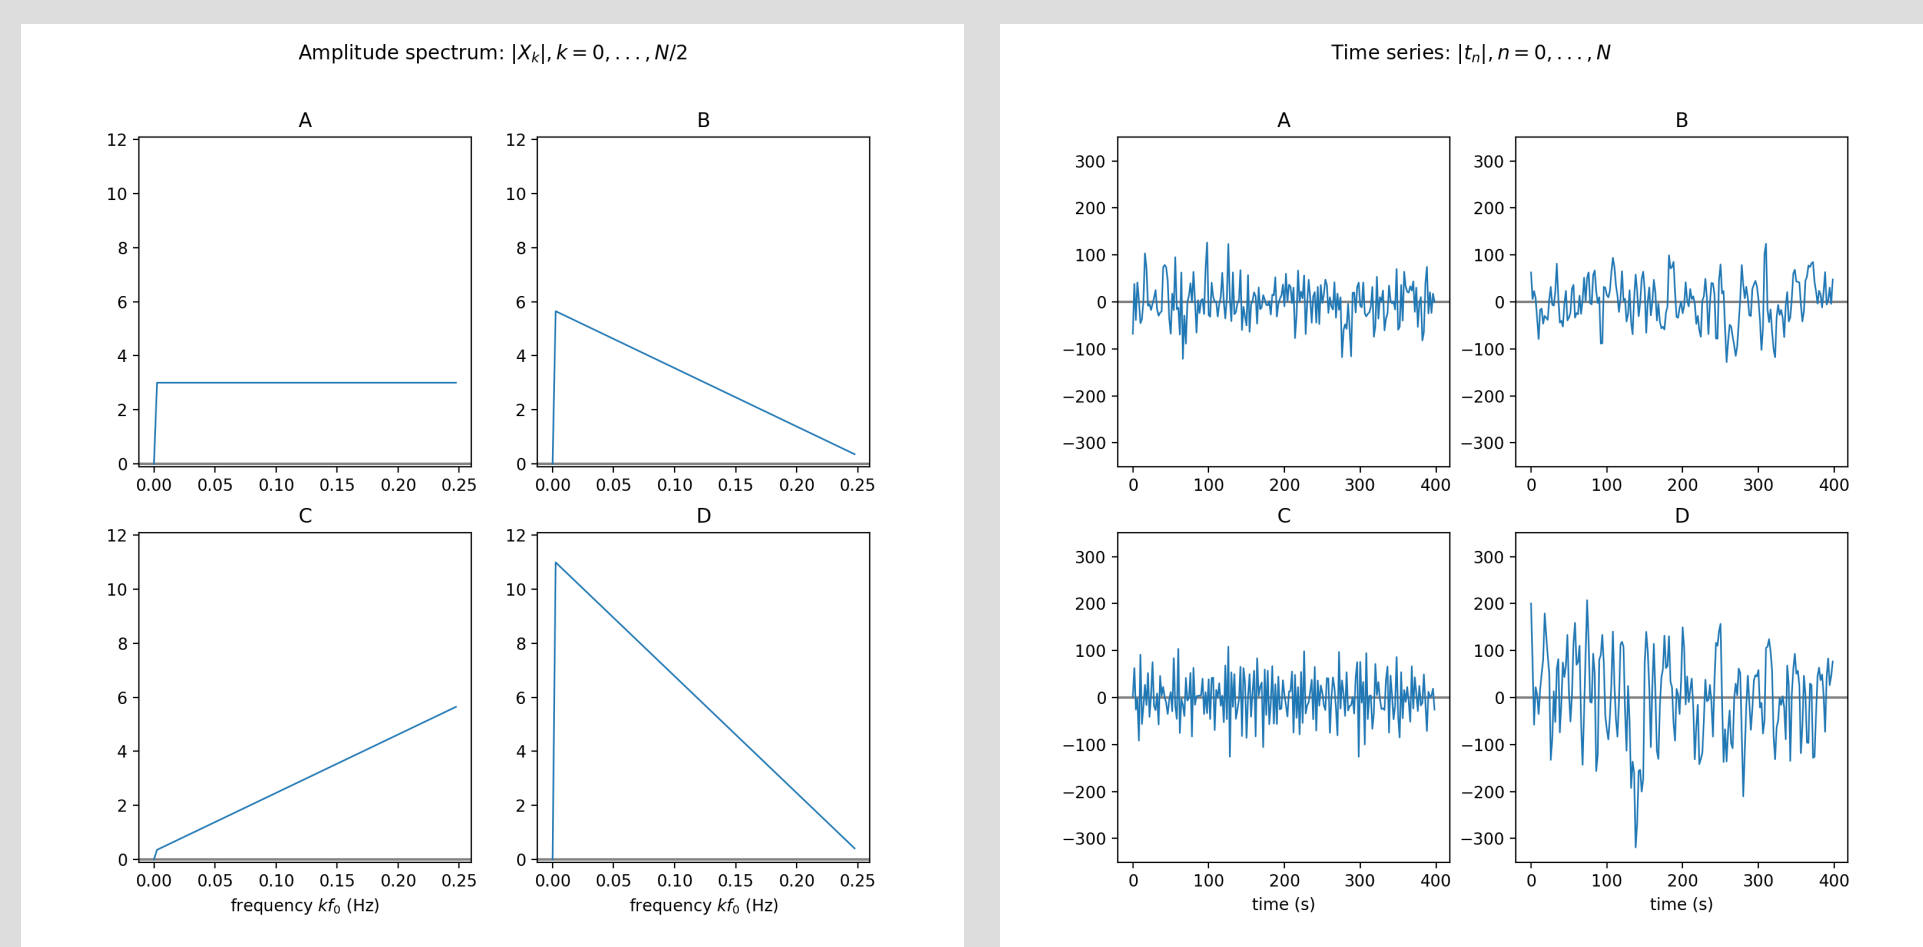 Amplitude spectrum: |X_k|, k = 0, . . . , N/2
A
B
12
10
8
6
4
2
0
0.00 0.05 0.10 0.15 0.20 0.25
12
10
8
6
4
2
0
0.00 0.05 0.10 0.15 0.20 0.25
C
D
12
10
8
6
4
2
0
0.00 0.05 0.10 0.15 0.20 0.25
frequency kf_0 (Hz)
12
10
8
6
4
2
0
0.00 0.05 0.10 0.15 0.20 0.25
frequency kf_0 (Hz)
Time series: |t_n|, n = 0, . . . , N
A
B
300
200
100
0
−100
−200
−300
0 100 200 300 400
300
200
100
0
−100
−200
−300
0 100 200 300 400
C
D
300
200
100
0
−100
−200
−300
0 100 200 300 400
time (s)
300
200
100
0
−100
−200
−300
0 100 200 300 400
time (s)